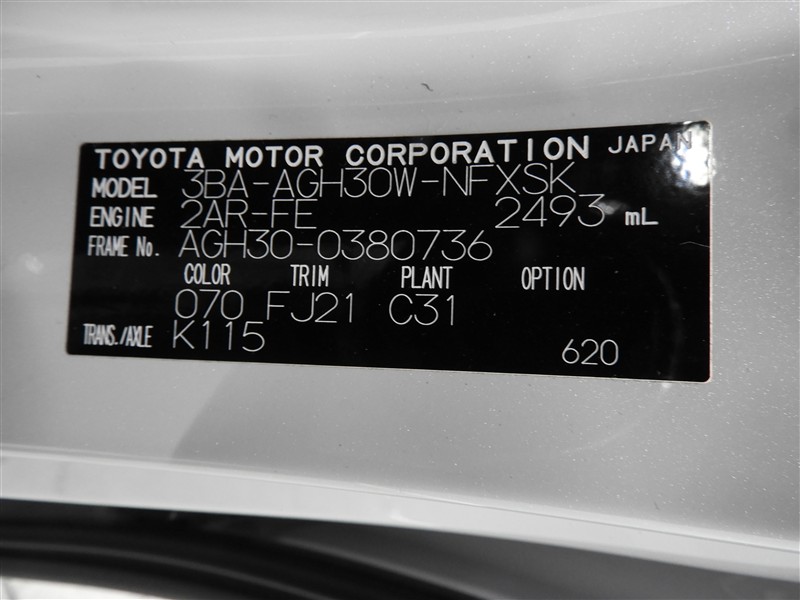 TOYOTA MOTOR CORPORATION JAPAN
MODEL 3BA-AGH30W-NFXSK
ENGINE 2AR-FE 2493 mL
FRAME No. AGH30-0380736
COLOR TRIM PLANT OPTION
070 FJ21 C31
TRANS./AXLE K115
620